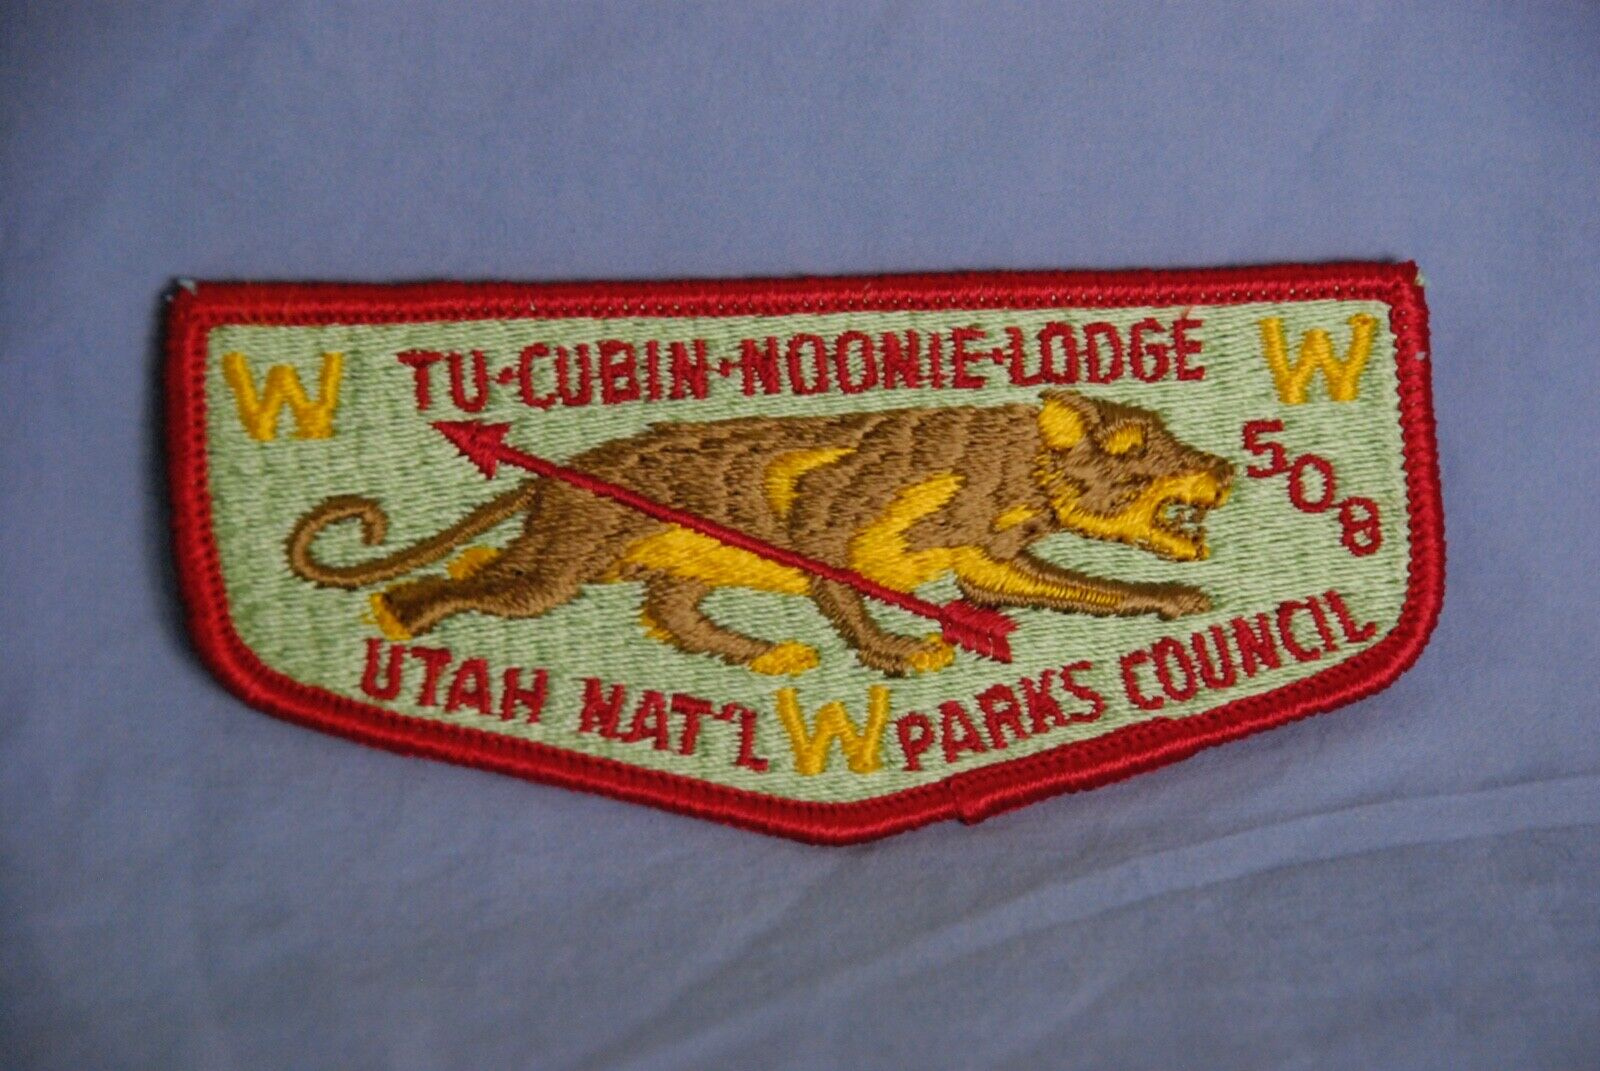 W TU·CUBIN·NOONIE·LODGE W
508
UTAH NAT'L W PARKS COUNCIL